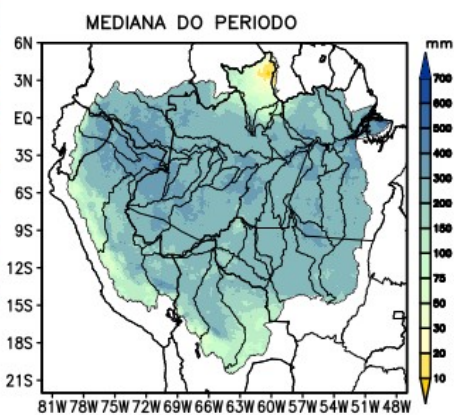 MEDIANA DO PERIODO
mm
6N
3N
EQ
3S
6S
9S
12S
15S
18S
21S
81W 78W 75W 72W 69W 66W 63W 60W 57W 54W 51W 48W
700
600
500
400
300
200
150
100
75
50
30
20
10